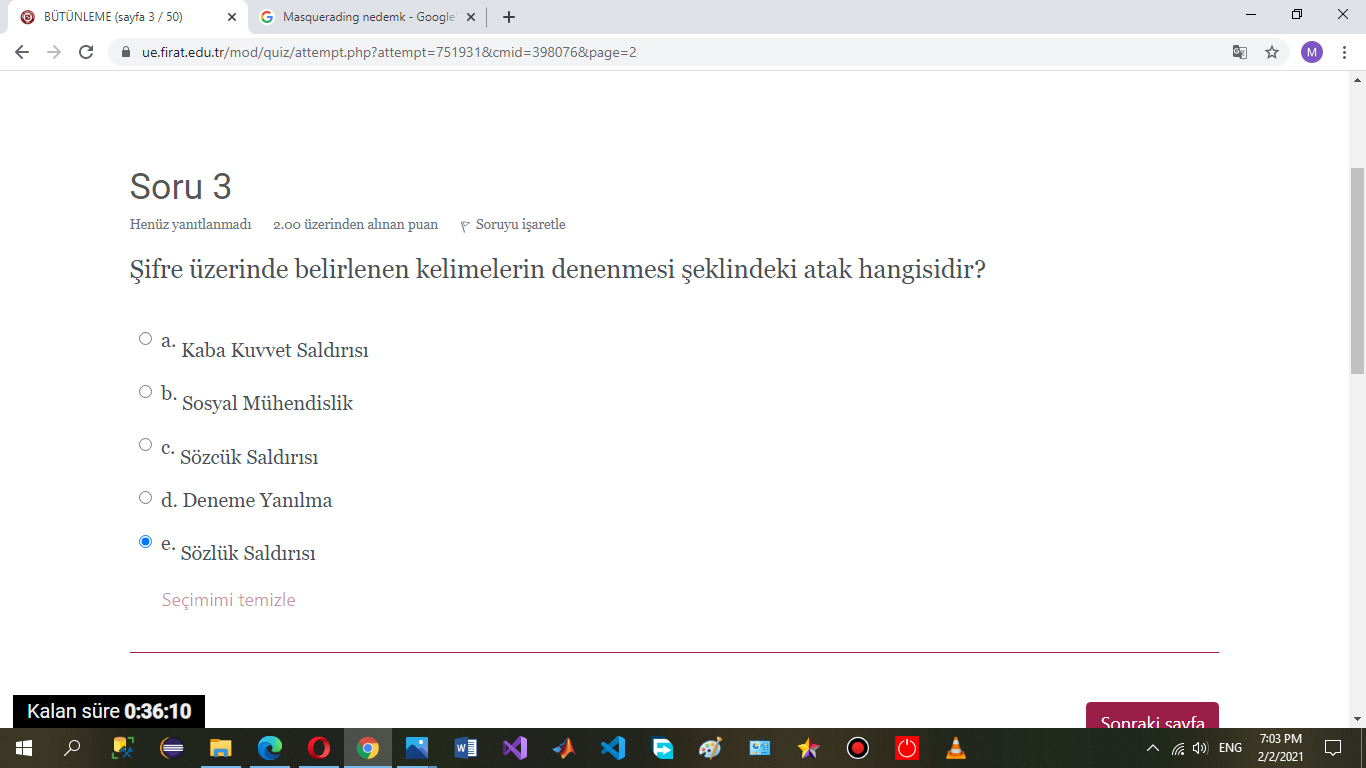 BÜTÜNLEME (sayfa 3 / 50)
Masquerading nedemk - Google'
ue.firat.edu.tr/mod/quiz/attempt.php?attempt=751931&cmid=398076&page=2
M
Soru 3
Henüz yanıtlanmadı 2.00 üzerinden alınan puan Soruyu işaretle
Şifre üzerinde belirlenen kelimelerin denenmesi şeklindeki atak hangisidir?
a. Kaba Kuvvet Saldırısı
b. Sosyal Mühendislik
c. Sözcük Saldırısı
d. Deneme Yanılma
e. Sözlük Saldırısı
Seçimimi temizle
Kalan süre 0:36:10
Sonraki sayfa
ENG
7:03 PM
2/2/2021